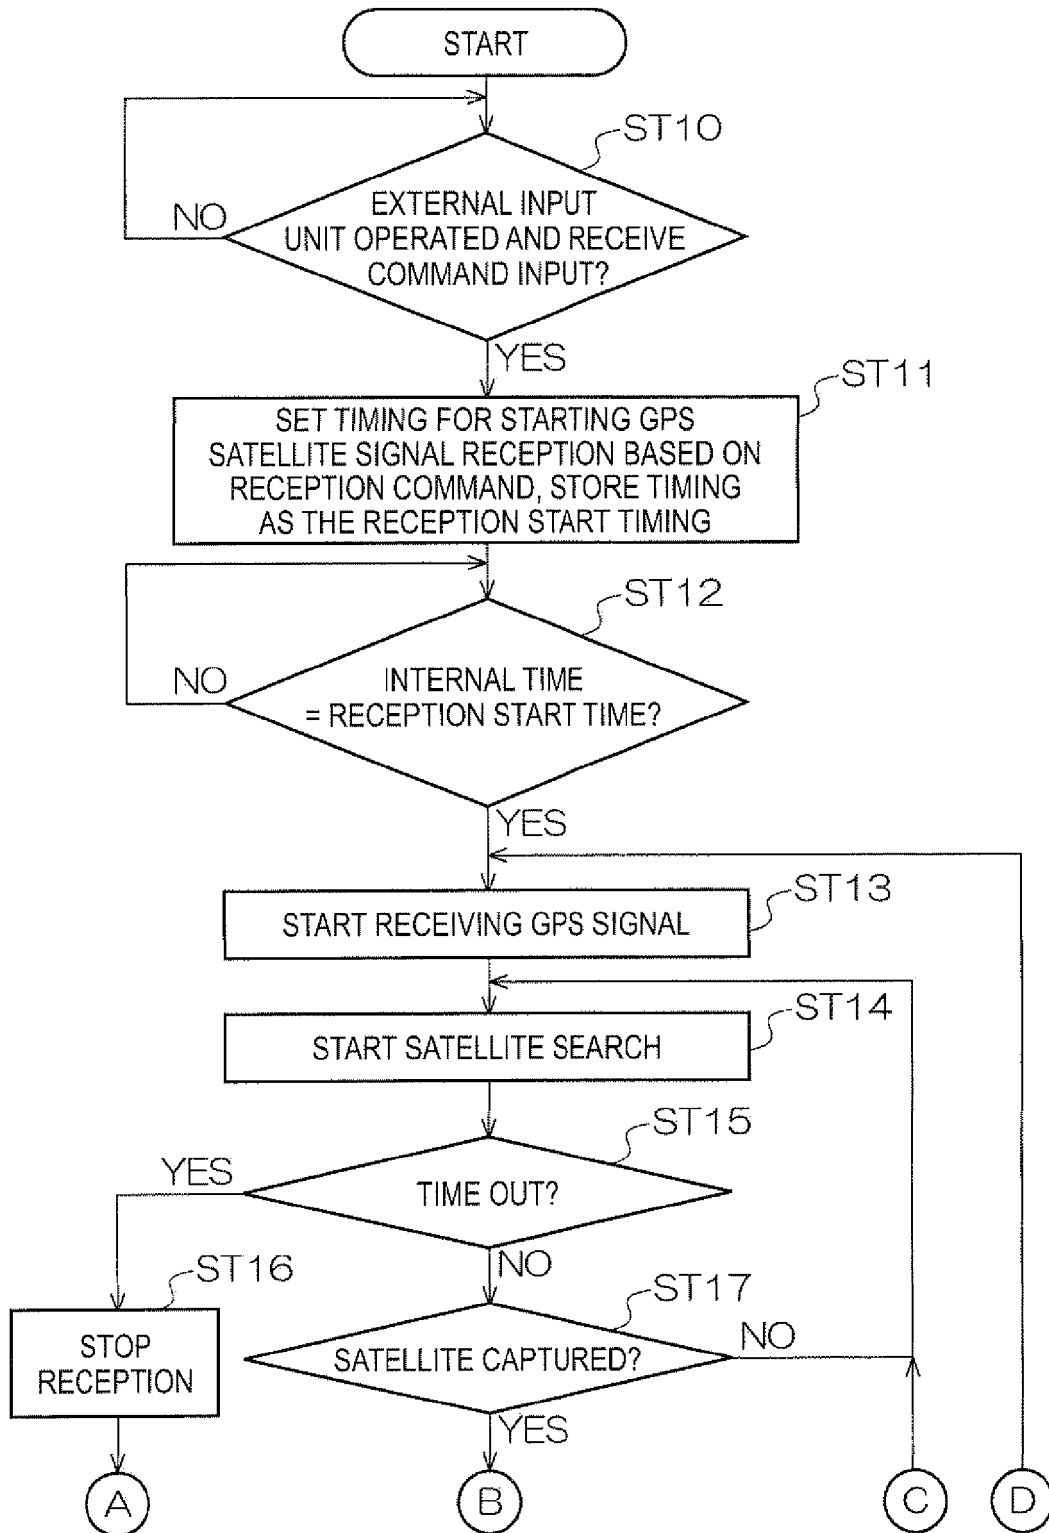 START
ST10
NO
EXTERNAL INPUT
UNIT OPERATED AND RECEIVE
COMMAND INPUT?
YES
ST11
SET TIMING FOR STARTING GPS
SATELLITE SIGNAL RECEPTION BASED ON
RECEPTION COMMAND, STORE TIMING
AS THE RECEPTION START TIMING
ST12
NO
INTERNAL TIME
= RECEPTION START TIME?
YES
ST13
START RECEIVING GPS SIGNAL
ST14
START SATELLITE SEARCH
ST15
YES
TIME OUT?
NO
ST16
ST17
STOP
RECEPTION
SATELLITE CAPTURED?
NO
YES
A
B
C
D